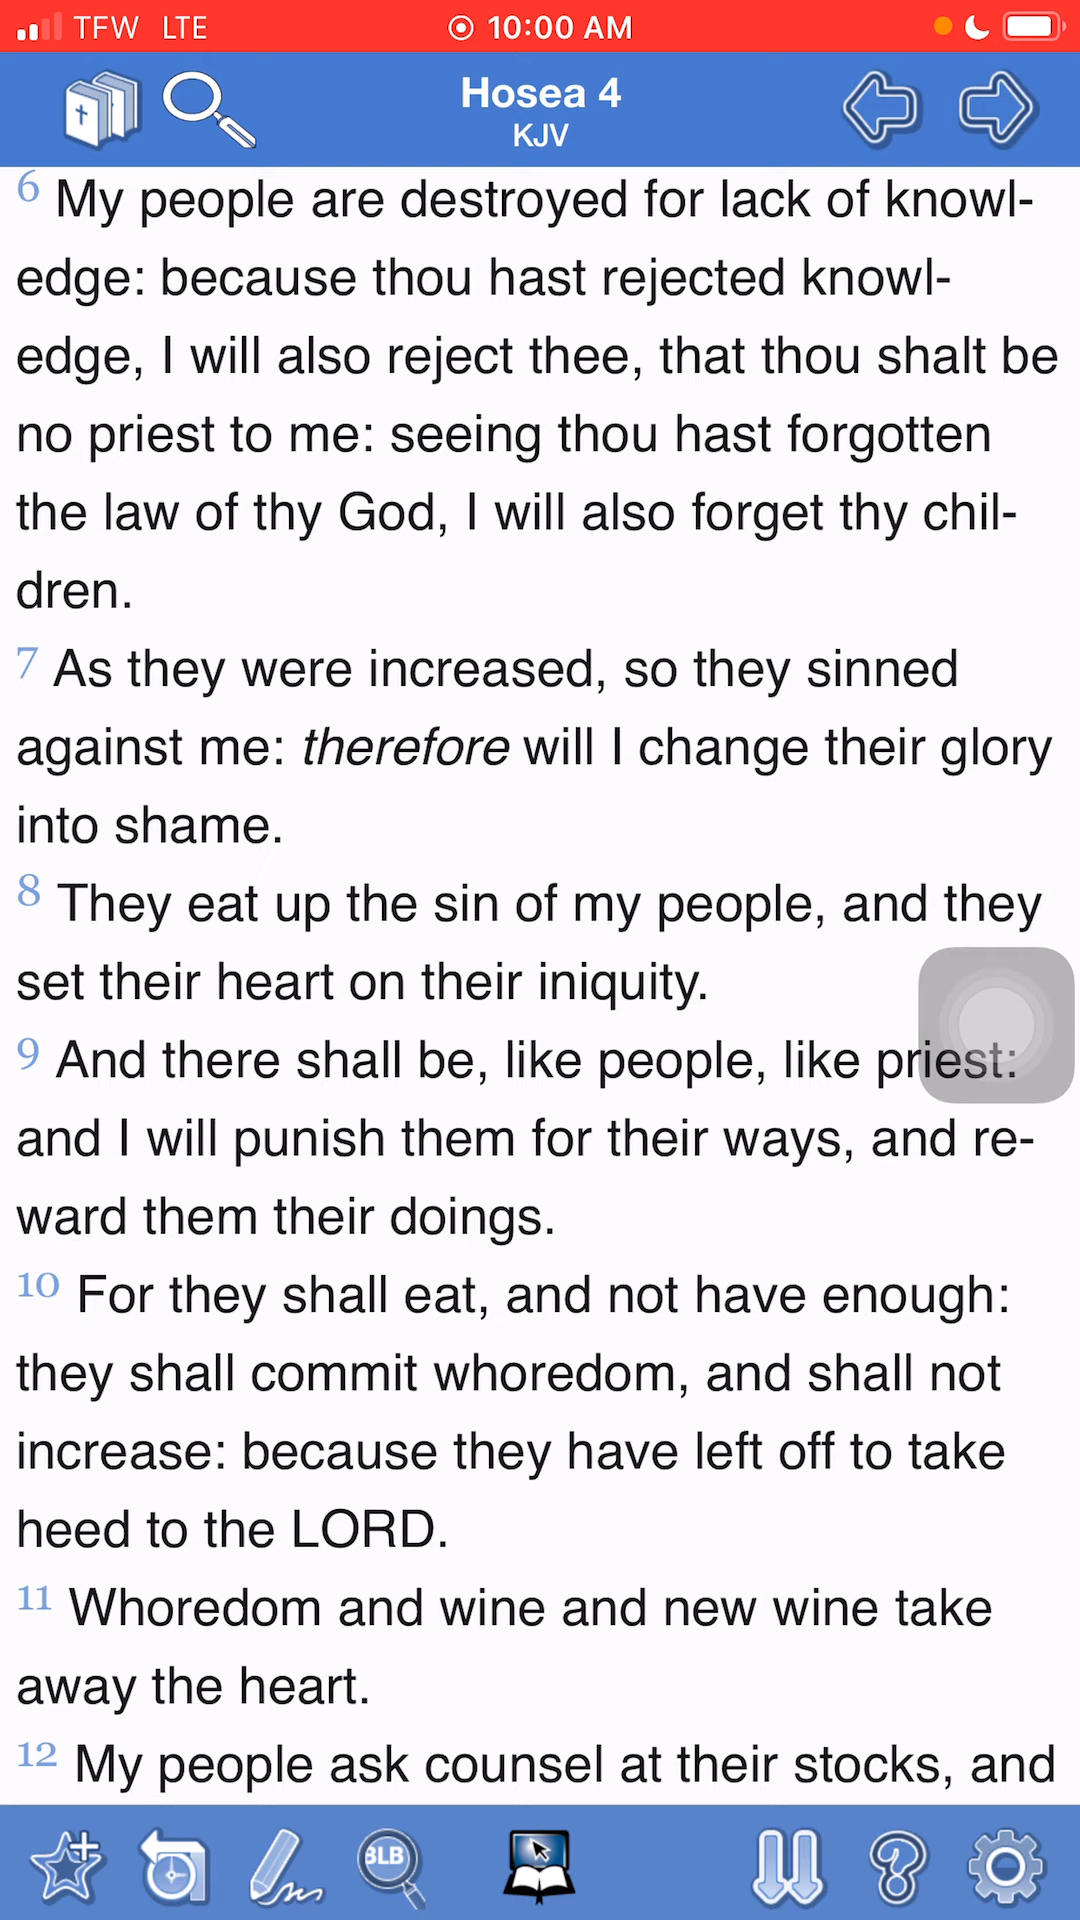 TFW LTE 10:00 AM
Hosea 4
KJV
6 My people are destroyed for lack of knowl-
edge: because thou hast rejected knowl-
edge, I will also reject thee, that thou shalt be
no priest to me: seeing thou hast forgotten
the law of thy God, I will also forget thy chil-
dren.
7 As they were increased, so they sinned
against me: therefore will I change their glory
into shame.
8 They eat up the sin of my people, and they
set their heart on their iniquity.
9 And there shall be, like people, like priest:
and I will punish them for their ways, and re-
ward them their doings.
10 For they shall eat, and not have enough:
they shall commit whoredom, and shall not
increase: because they have left off to take
heed to the LORD.
11 Whoredom and wine and new wine take
away the heart.
12 My people ask counsel at their stocks, and
BLB